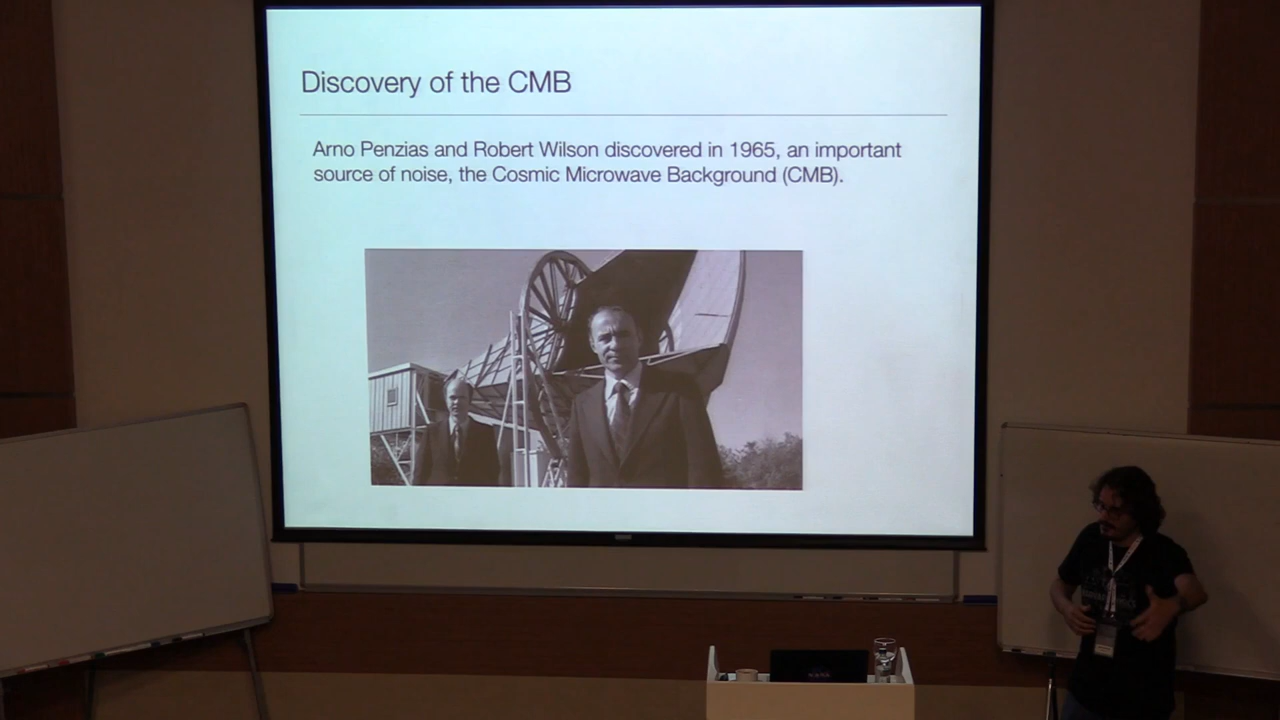 Discovery of the CMB
Arno Penzias and Robert Wilson discovered in 1965, an important
source of noise, the Cosmic Microwave Background (CMB).